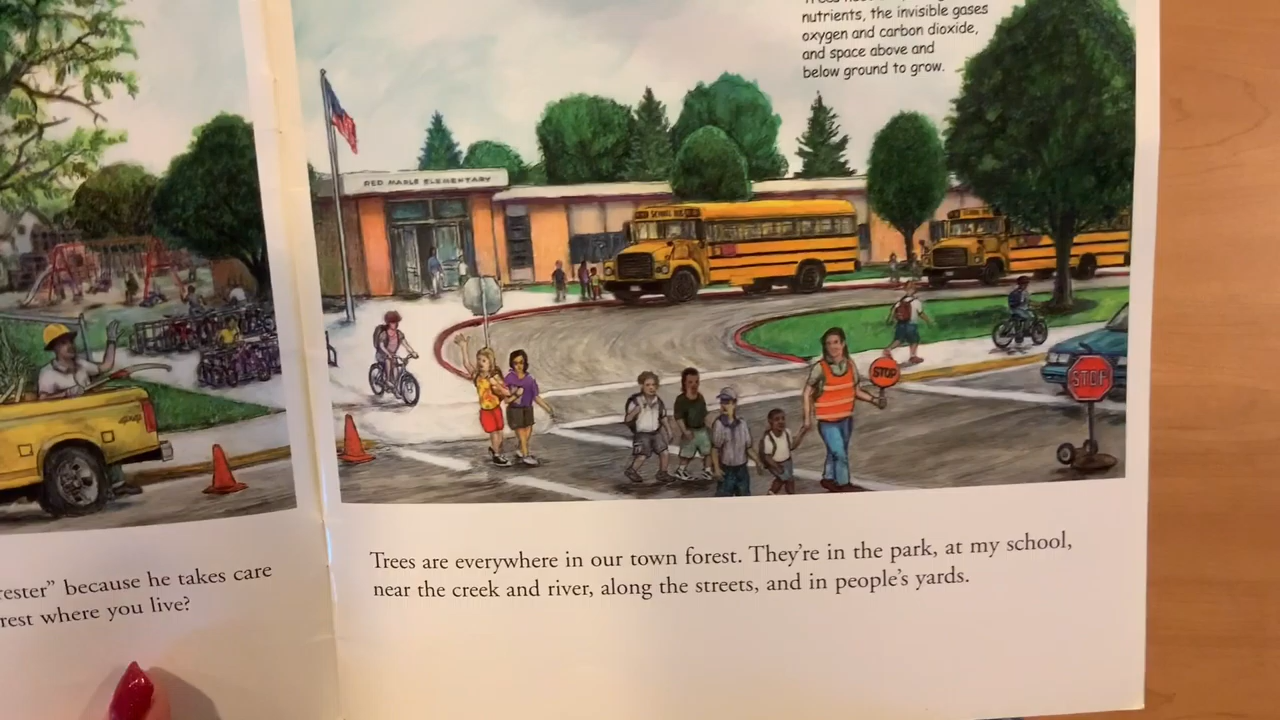 rester” because he takes care
rest where you live?
nutrients, the invisible gases
oxygen and carbon dioxide,
and space above and
below ground to grow.
RED MAPLE ELEMENTARY
SCHOOL BUS
SCHOOL BUS
STOP
STOP
Trees are everywhere in our town forest. They’re in the park, at my school,
near the creek and river, along the streets, and in people’s yards.